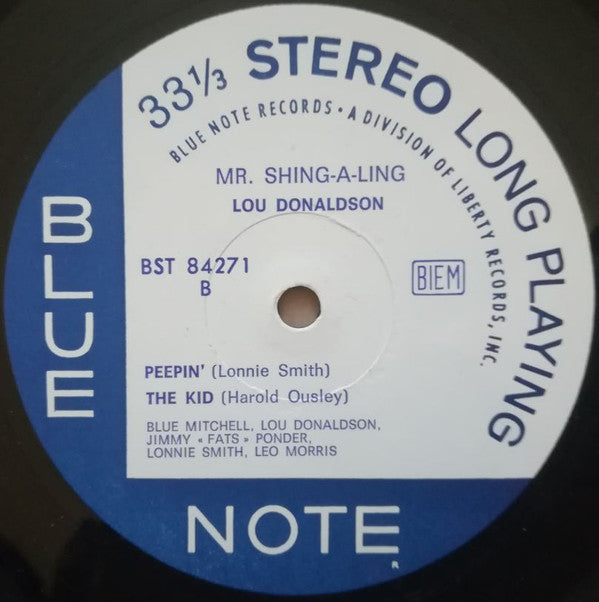 33⅓ STEREO LONG PLAYING
BLUE NOTE RECORDS • A DIVISION OF LIBERTY RECORDS, INC.
MR. SHING-A-LING
LOU DONALDSON
BST 84271
B
BIEM
PEEPIN' (Lonnie Smith)
THE KID (Harold Ousley)
BLUE MITCHELL, LOU DONALDSON,
JIMMY « FATS » PONDER,
LONNIE SMITH, LEO MORRIS
BLUE
NOTE
R